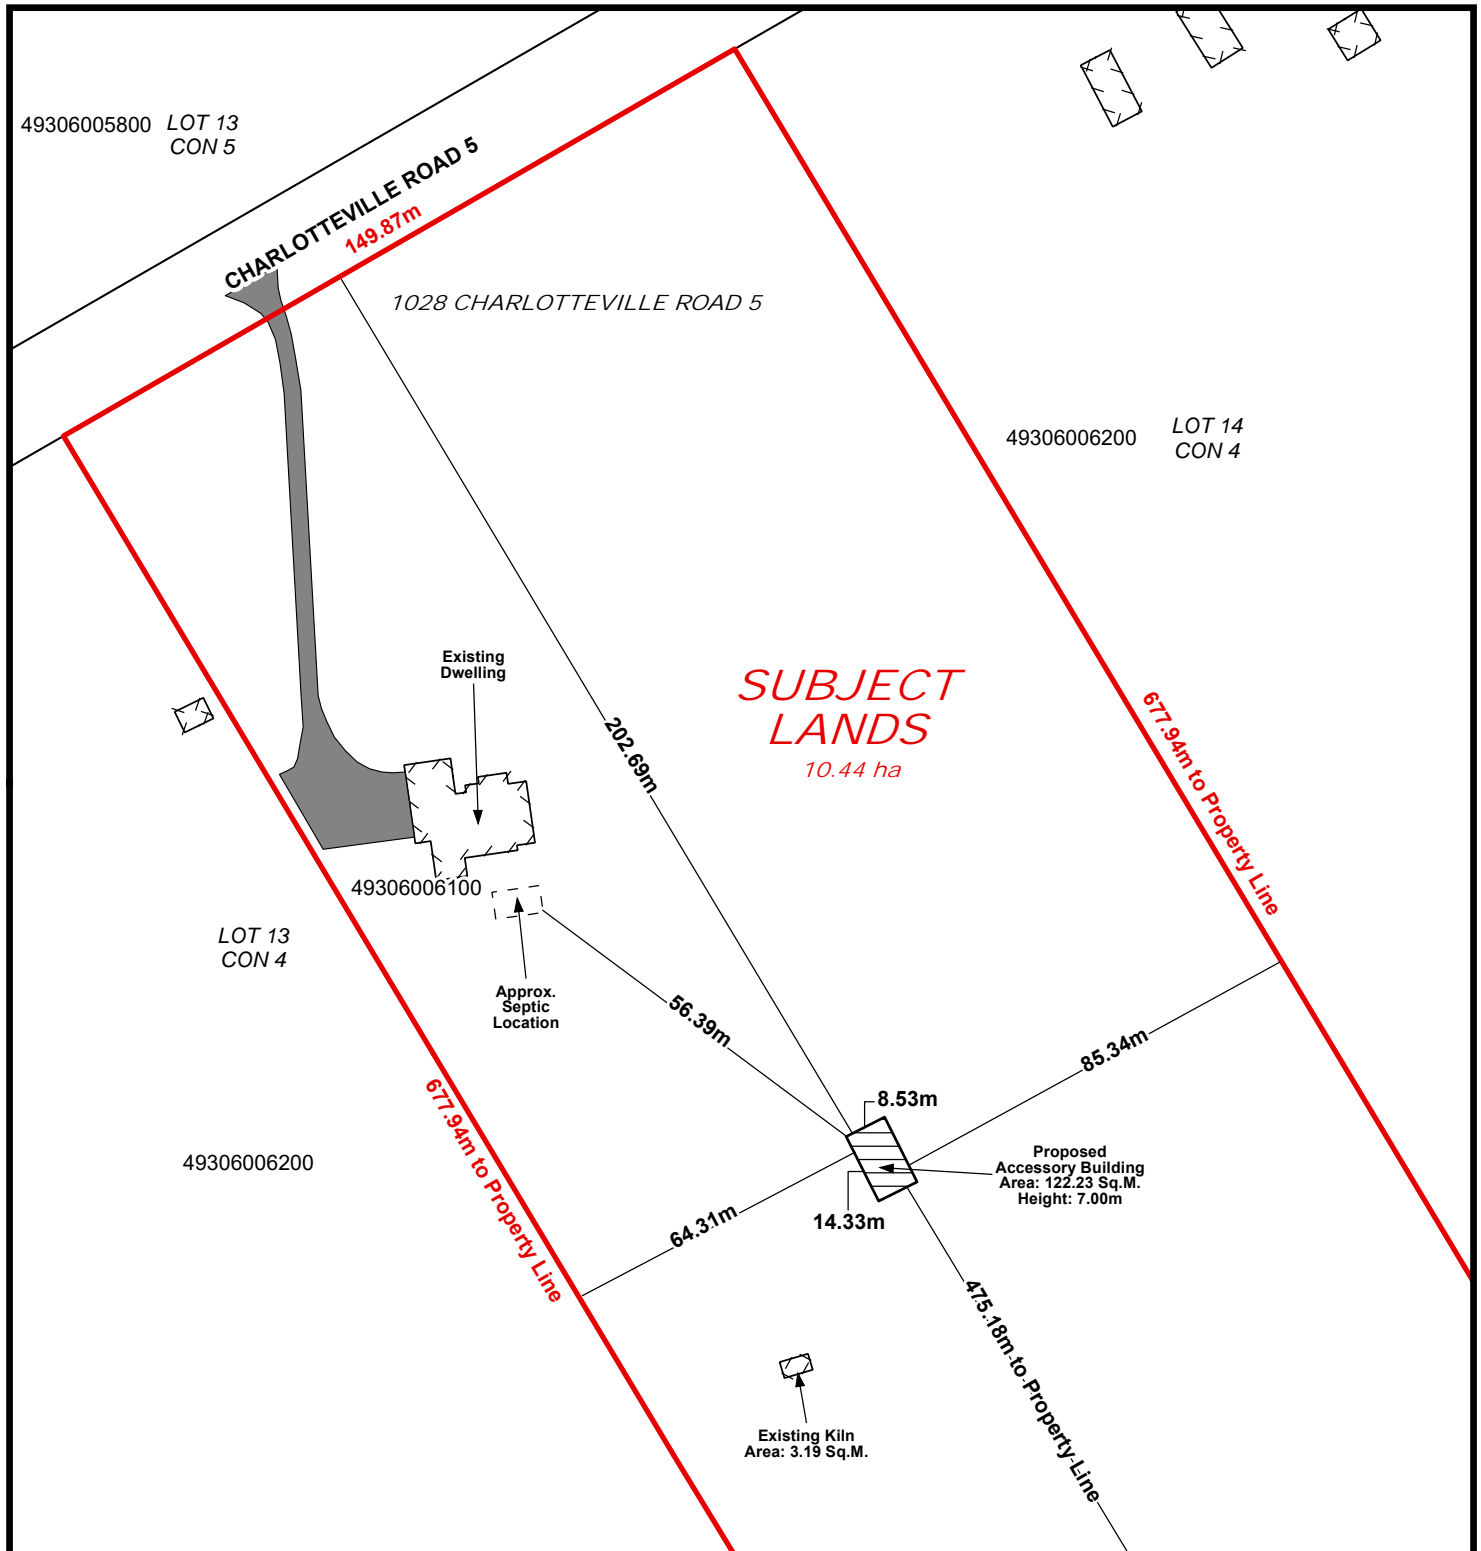 49306005800
LOT 13
CON 5
CHARLOTTEVILLE ROAD 5
149.87m
1028 CHARLOTTEVILLE ROAD 5
49306006200
LOT 14
CON 4
Existing
Dwelling
202.69m
SUBJECT
LANDS
10.44 ha
677.94m to Property Line
49306006100
LOT 13
CON 4
Approx.
Septic
Location
56.39m
85.34m
8.53m
677.94m to Property Line
49306006200
Proposed
Accessory Building
Area: 122.23 Sq.M.
Height: 7.00m
64.31m
14.33m
475.18m to Property Line
Existing Kiln
Area: 3.19 Sq.M.